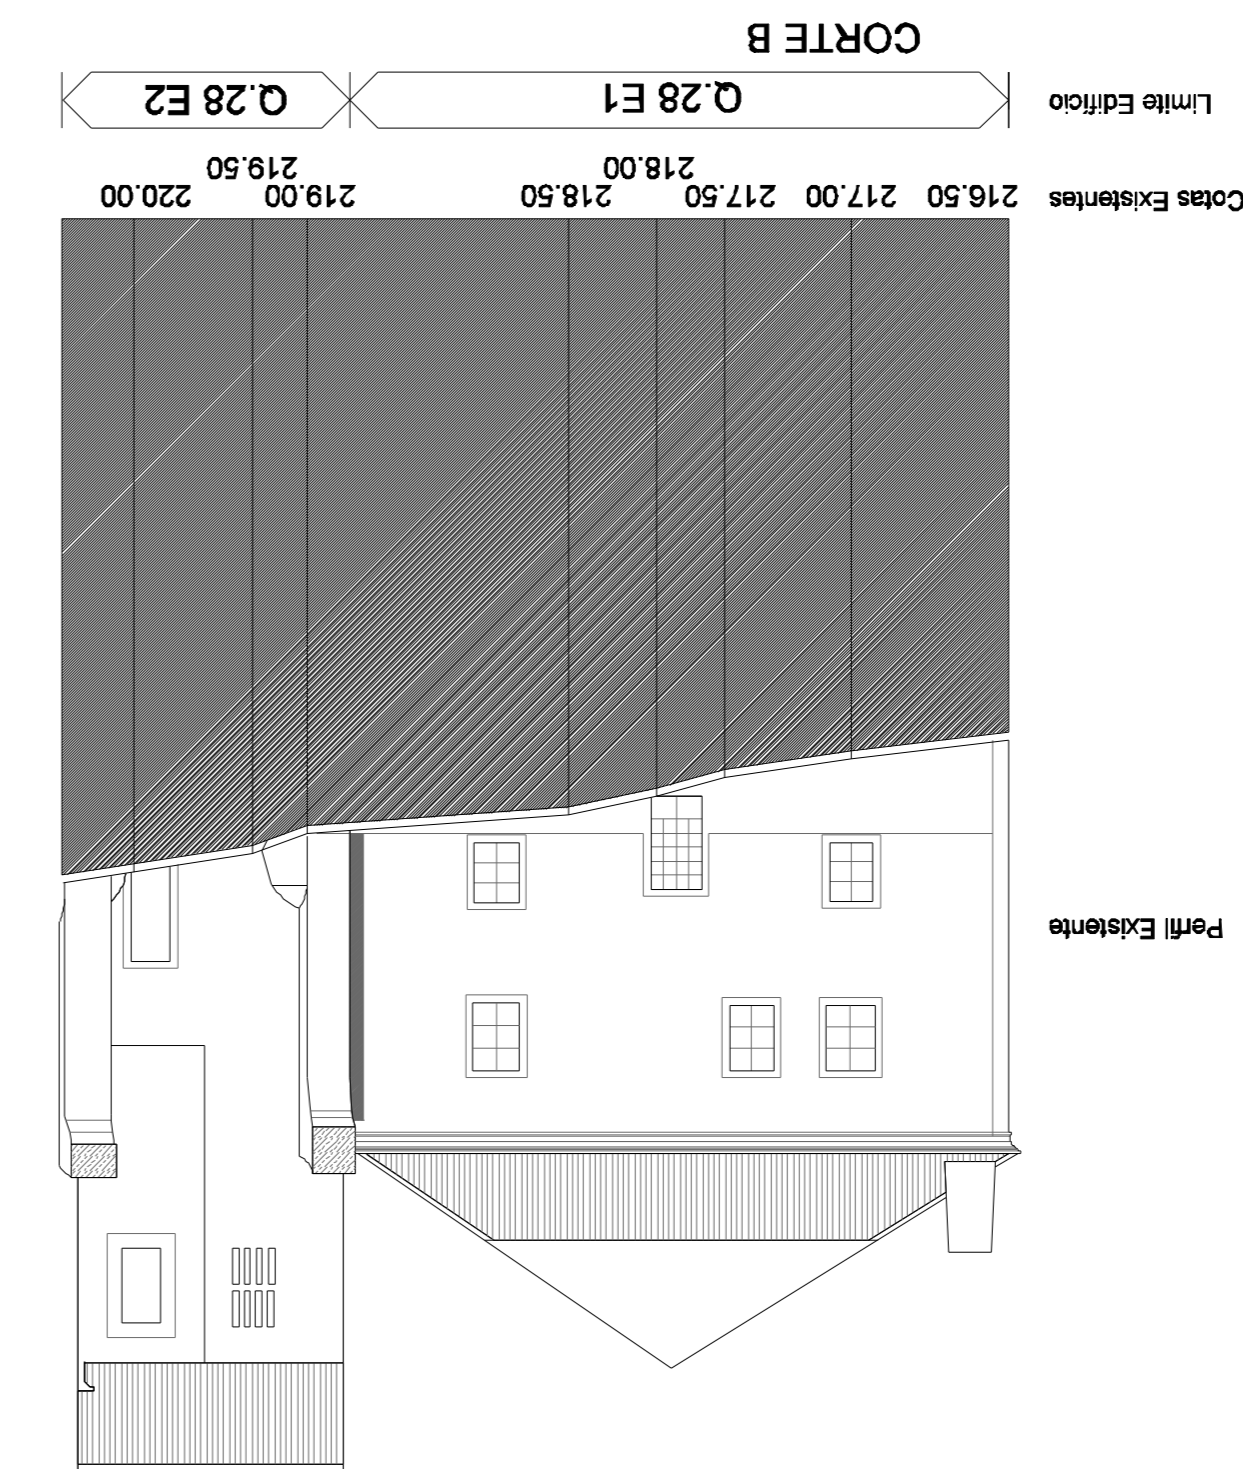 Perfil Existente
Cotas Existentes 216.50 217.00 217.50 218.50 219.00 220.00
218.00 219.50
Limite Edifício Q.28 E1 Q.28 E2
CORTE B